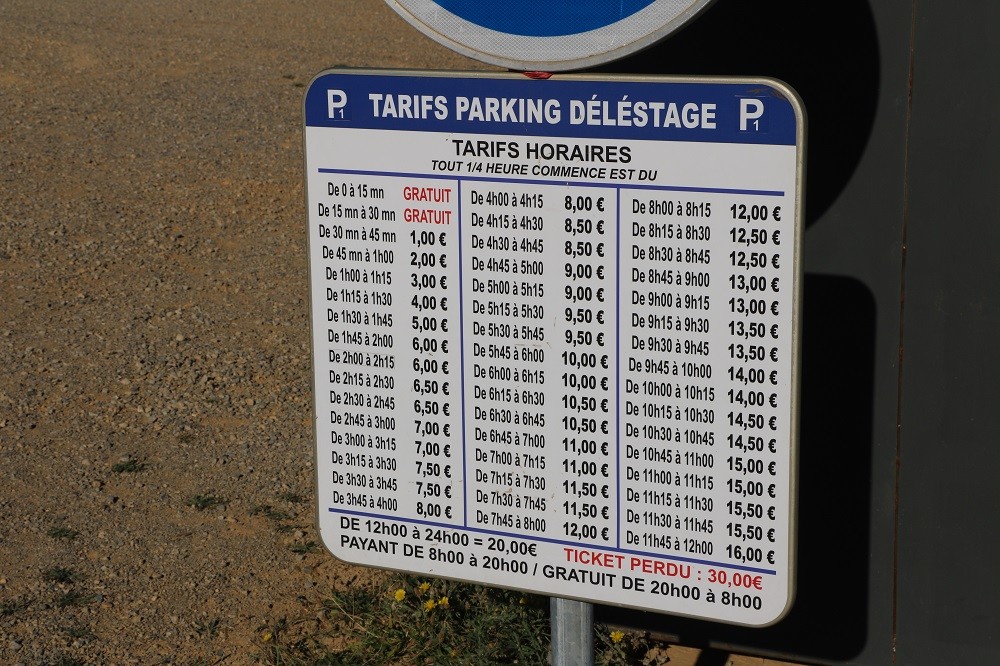 P1 TARIFS PARKING DÉLÉSTAGE P1
TARIFS HORAIRES
TOUT 1/4 HEURE COMMENCE EST DU
De 0 à 15 mn GRATUIT
De 15 mn à 30 mn GRATUIT
De 30 mn à 45 mn 1,00 €
De 45 mn à 1h00 2,00 €
De 1h00 à 1h15 3,00 €
De 1h15 à 1h30 4,00 €
De 1h30 à 1h45 5,00 €
De 1h45 à 2h00 6,00 €
De 2h00 à 2h15 6,00 €
De 2h15 à 2h30 6,50 €
De 2h30 à 2h45 6,50 €
De 2h45 à 3h00 7,00 €
De 3h00 à 3h15 7,00 €
De 3h15 à 3h30 7,50 €
De 3h30 à 3h45 7,50 €
De 3h45 à 4h00 8,00 €
De 4h00 à 4h15 8,00 €
De 4h15 à 4h30 8,50 €
De 4h30 à 4h45 8,50 €
De 4h45 à 5h00 9,00 €
De 5h00 à 5h15 9,00 €
De 5h15 à 5h30 9,50 €
De 5h30 à 5h45 9,50 €
De 5h45 à 6h00 10,00 €
De 6h00 à 6h15 10,00 €
De 6h15 à 6h30 10,50 €
De 6h30 à 6h45 10,50 €
De 6h45 à 7h00 11,00 €
De 7h00 à 7h15 11,00 €
De 7h15 à 7h30 11,50 €
De 7h30 à 7h45 11,50 €
De 7h45 à 8h00 12,00 €
De 8h00 à 8h15 12,00 €
De 8h15 à 8h30 12,50 €
De 8h30 à 8h45 12,50 €
De 8h45 à 9h00 13,00 €
De 9h00 à 9h15 13,00 €
De 9h15 à 9h30 13,50 €
De 9h30 à 9h45 13,50 €
De 9h45 à 10h00 14,00 €
De 10h00 à 10h15 14,00 €
De 10h15 à 10h30 14,50 €
De 10h30 à 10h45 14,50 €
De 10h45 à 11h00 15,00 €
De 11h00 à 11h15 15,00 €
De 11h15 à 11h30 15,50 €
De 11h30 à 11h45 15,50 €
De 11h45 à 12h00 16,00 €
DE 12h00 à 24h00 = 20,00€ TICKET PERDU : 30,00€
PAYANT DE 8h00 à 20h00 / GRATUIT DE 20h00 à 8h00